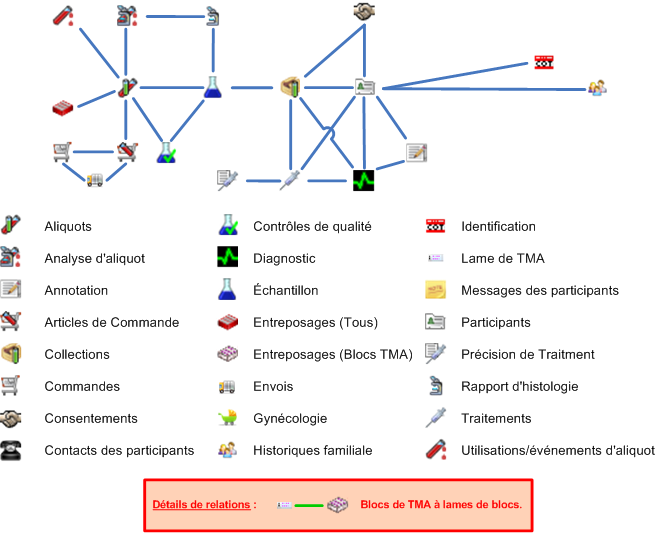 Aliquots
Contrôles de qualité
Identification
Analyse d'aliquot
Diagnostic
Lame de TMA
Annotation
Échantillon
Messages des participants
Articles de Commande
Entreposages (Tous)
Participants
Collections
Entreposages (Blocs TMA)
Précision de Traitement
Commandes
Envois
Rapport d'histologie
Consentements
Gynécologie
Traitements
Contacts des participants
Historiques familiale
Utilisations/événements d'aliquot
Détails de relations :
Blocs de TMA à lames de blocs.